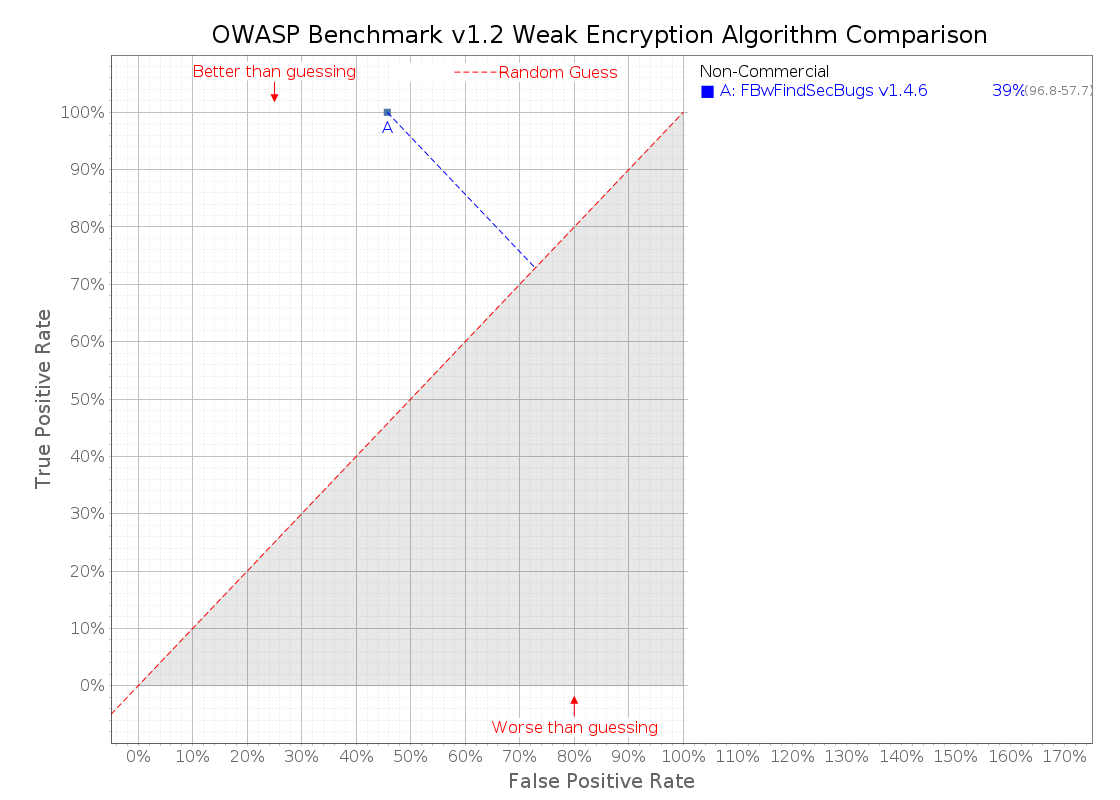 OWASP Benchmark v1.2 Weak Encryption Algorithm Comparison
Better than guessing
Random Guess
Non-Commercial
A: FBwFindSecBugs v1.4.6 39% (96.8-57.7)
A
100%
90%
80%
70%
60%
50%
40%
30%
20%
10%
0%
True Positive Rate
Worse than guessing
0% 10% 20% 30% 40% 50% 60% 70% 80% 90% 100% 110% 120% 130% 140% 150% 160% 170%
False Positive Rate